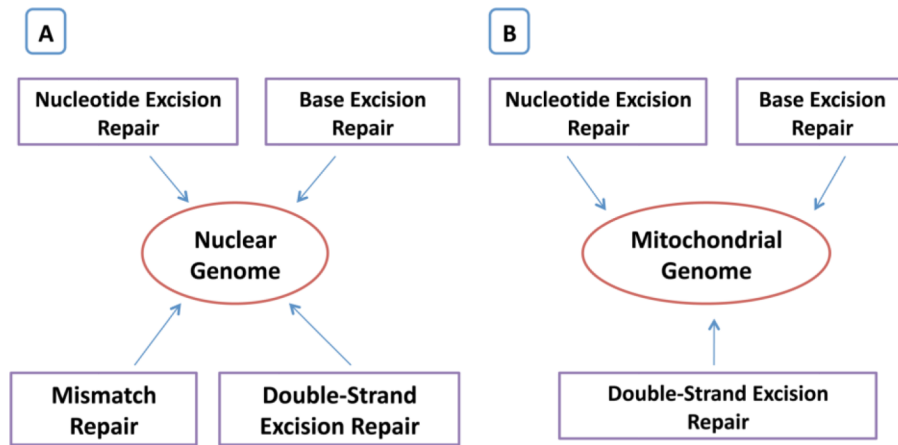 A
Nucleotide Excision
Repair
Base Excision
Repair
Nuclear
Genome
Mismatch
Repair
Double-Strand
Excision Repair
B
Nucleotide Excision
Repair
Base Excision
Repair
Mitochondrial
Genome
Double-Strand Excision
Repair